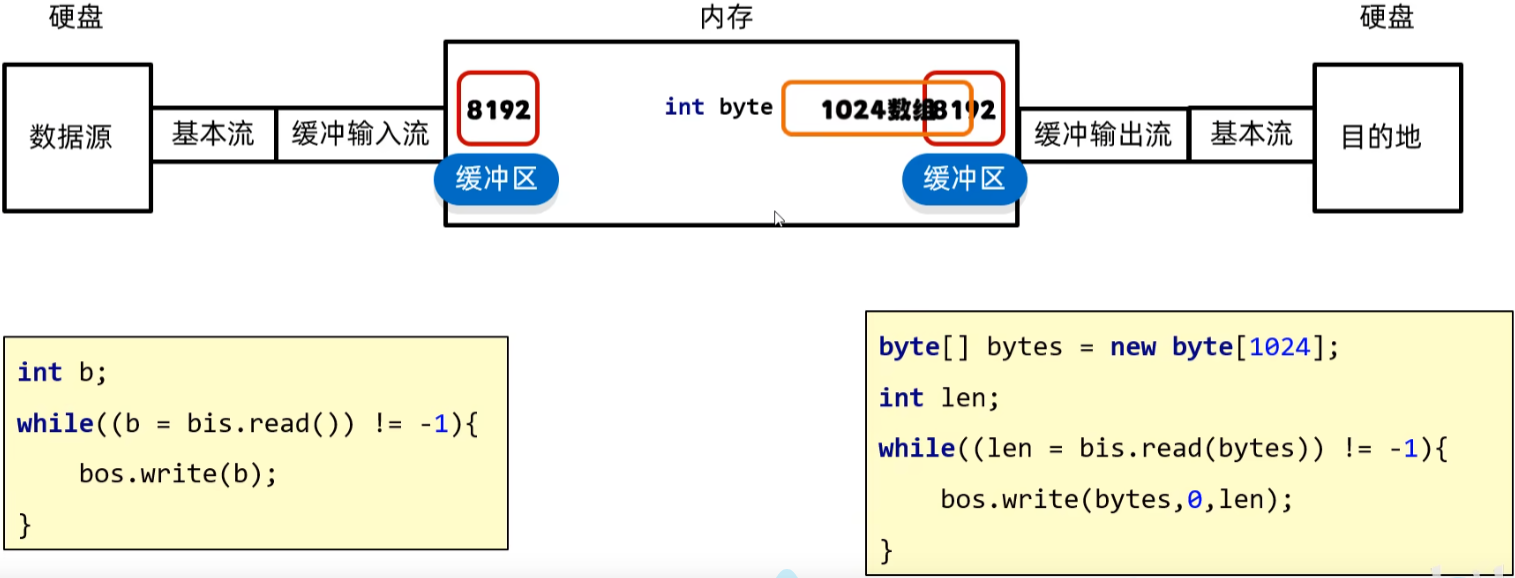 硬盘
内存
硬盘
数据源
基本流
缓冲输入流
8192
缓冲区
int byte
1024数组
8192
缓冲区
缓冲输出流
基本流
目的地
int b;
while((b = bis.read()) != -1){
bos.write(b);
}
byte[] bytes = new byte[1024];
int len;
while((len = bis.read(bytes)) != -1){
bos.write(bytes,0,len);
}